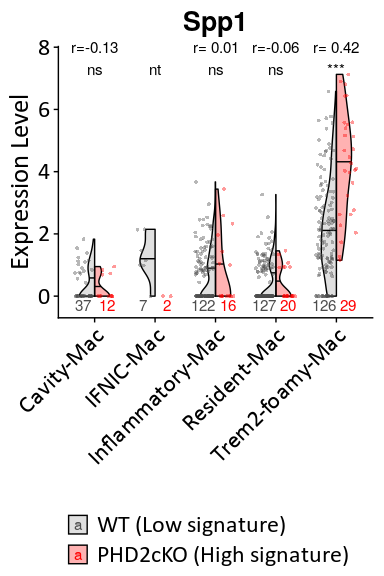 Spp1
r=-0.13 r= 0.01 r=-0.06 r= 0.42
ns nt ns ns ***
8
6
4
2
0
Expression Level
37 12 7 2 122 16 127 20 126 29
Cavity-Mac
IFNIC-Mac
Inflammatory-Mac
Resident-Mac
Trem2-foamy-Mac
a WT (Low signature)
a PHD2cKO (High signature)